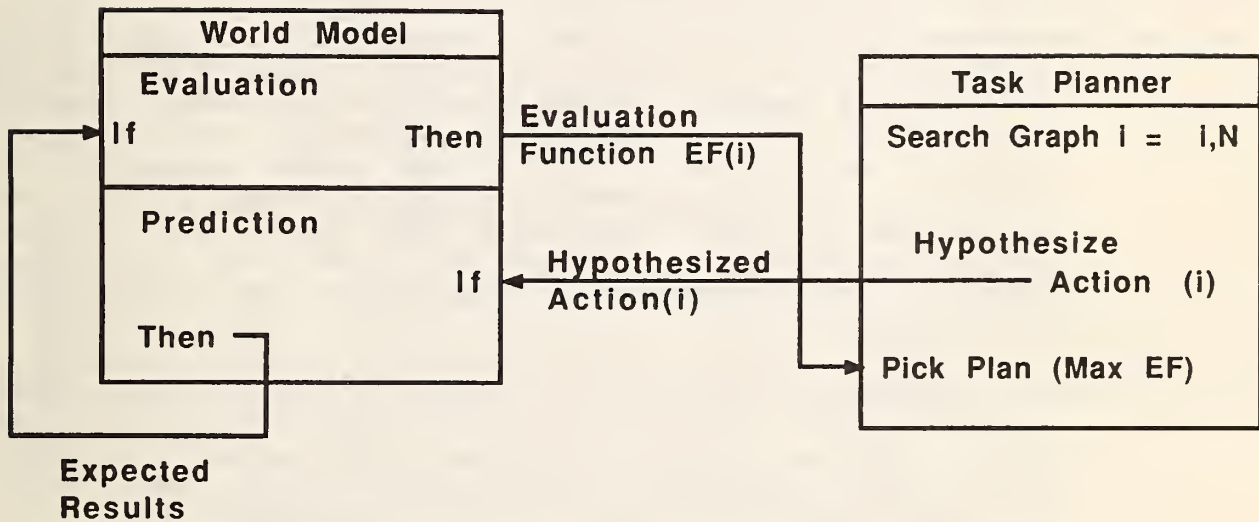 World Model
Evaluation
If
Then
Prediction
If
Then
Expected
Results
Evaluation
Function EF(i)
Hypothesized
Action(i)
Task Planner
Search Graph i = i,N
Hypothesize
Action (i)
Pick Plan (Max EF)